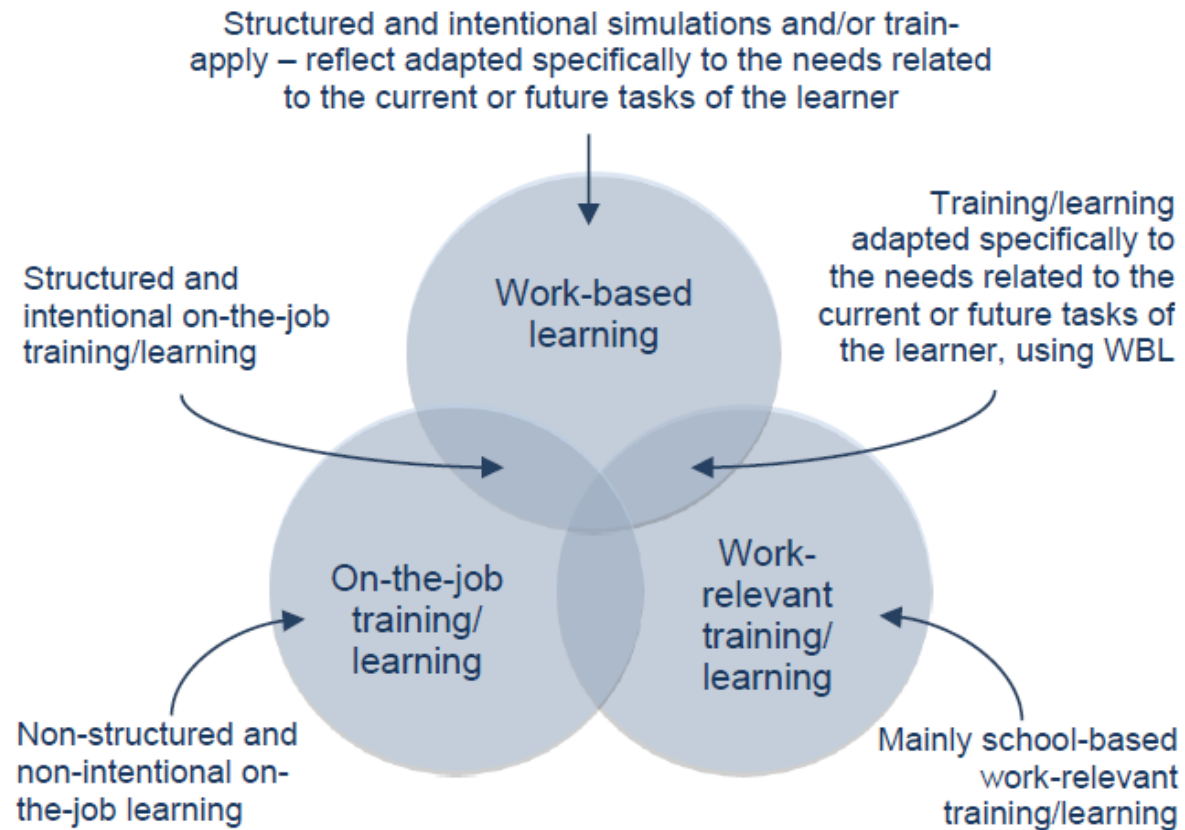 Structured and intentional simulations and/or train-
apply – reflect adapted specifically to the needs related
to the current or future tasks of the learner
Training/learning
adapted specifically to
the needs related to the
current or future tasks of
the learner, using WBL
Structured and
intentional on-the-job
training/learning
Work-based
learning
On-the-job
training/
learning
Work-
relevant
training/
learning
Non-structured and
non-intentional on-
the-job learning
Mainly school-based
work-relevant
training/learning